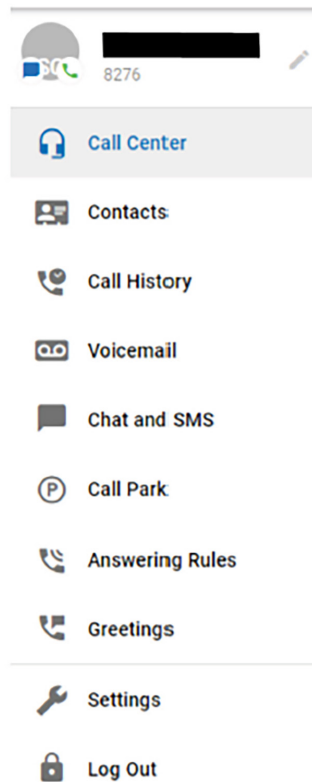 8276
Call Center
Contacts
Call History
Voicemail
Chat and SMS
P
Call Park
Answering Rules
Greetings
Settings
Log Out